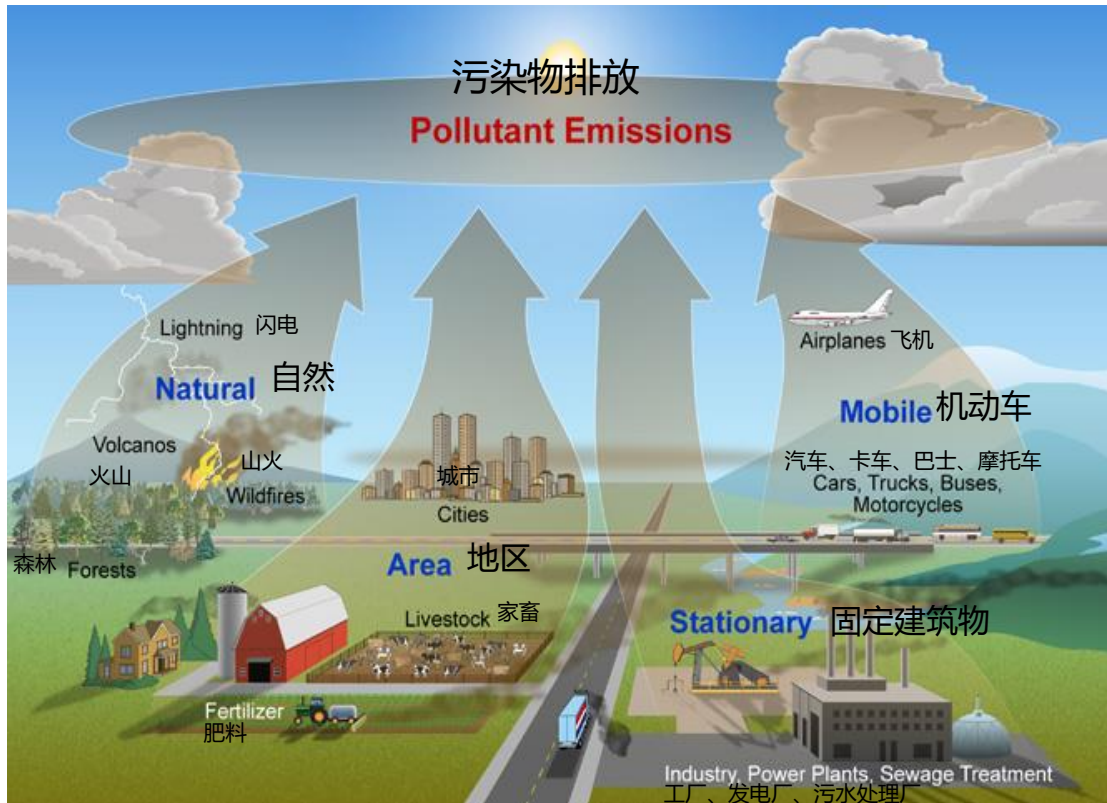 污染物排放
Pollutant Emissions
Lightning 闪电
Natural 自然
Volcanos
火山
山火
Wildfires
森林 Forests
城市
Cities
Area 地区
Livestock 家畜
Fertilizer
肥料
Airplanes 飞机
Mobile 机动车
汽车、卡车、巴士、摩托车
Cars, Trucks, Buses,
Motorcycles
Stationary 固定建筑物
Industry, Power Plants, Sewage Treatment
工厂、发电厂、污水处理厂